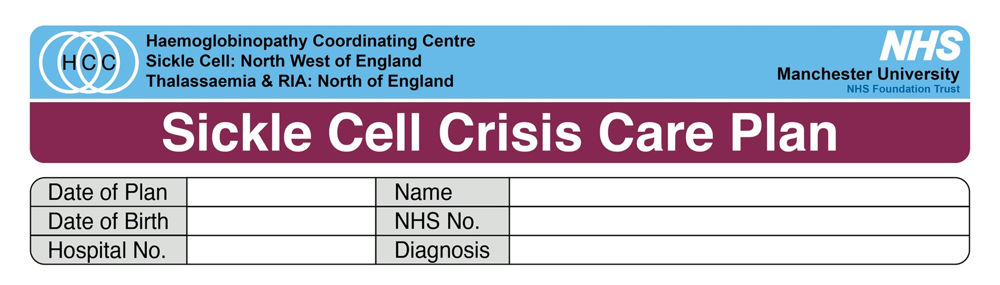 HCC
Haemoglobinopathy Coordinating Centre
Sickle Cell: North West of England
Thalassaemia & RIA: North of England
NHS
Manchester University
NHS Foundation Trust
Sickle Cell Crisis Care Plan
Date of Plan
Name
Date of Birth
NHS No.
Hospital No.
Diagnosis